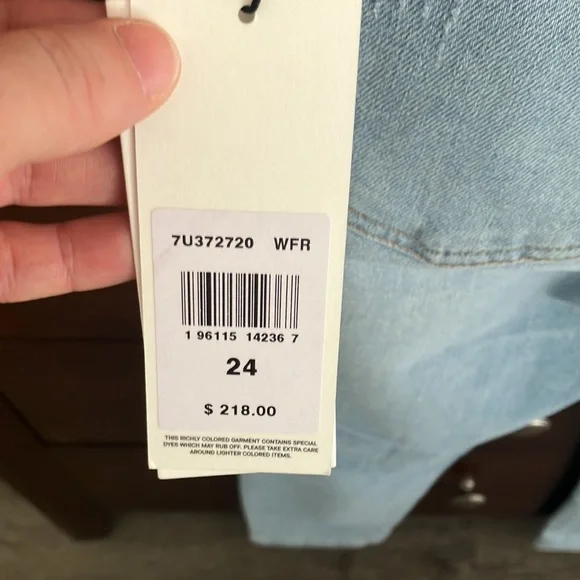 7U372720 WFR
1 96115 14236 7
24
$ 218.00
THIS RICHLY COLORED GARMENT CONTAINS SPECIAL
DYES WHICH MAY RUB OFF. PLEASE TAKE EXTRA CARE
AROUND LIGHTER COLORED ITEMS.